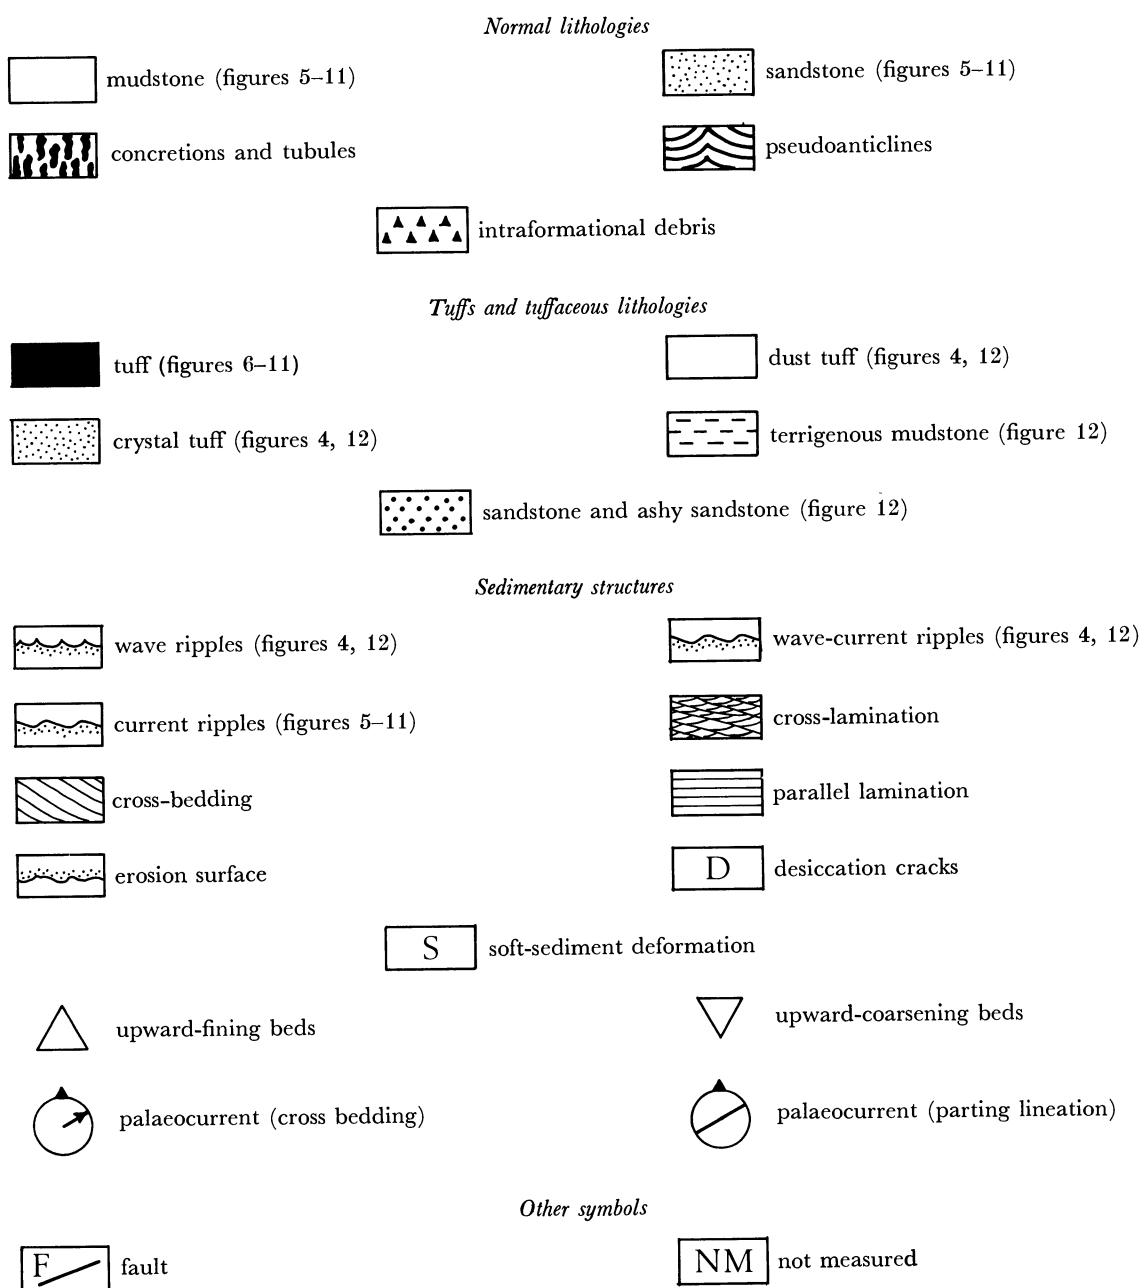 Normal lithologies
mudstone (figures 5–11)
sandstone (figures 5–11)
concretions and tubules
pseudoanticlines
intraformational debris
Tuffs and tuffaceous lithologies
tuff (figures 6–11)
dust tuff (figures 4, 12)
crystal tuff (figures 4, 12)
terrigenous mudstone (figure 12)
sandstone and ashy sandstone (figure 12)
Sedimentary structures
wave ripples (figures 4, 12)
wave-current ripples (figures 4, 12)
current ripples (figures 5–11)
cross-lamination
cross-bedding
parallel lamination
erosion surface
D desiccation cracks
S soft-sediment deformation
upward-fining beds
upward-coarsening beds
palaeocurrent (cross bedding)
palaeocurrent (parting lineation)
Other symbols
F fault
NM not measured